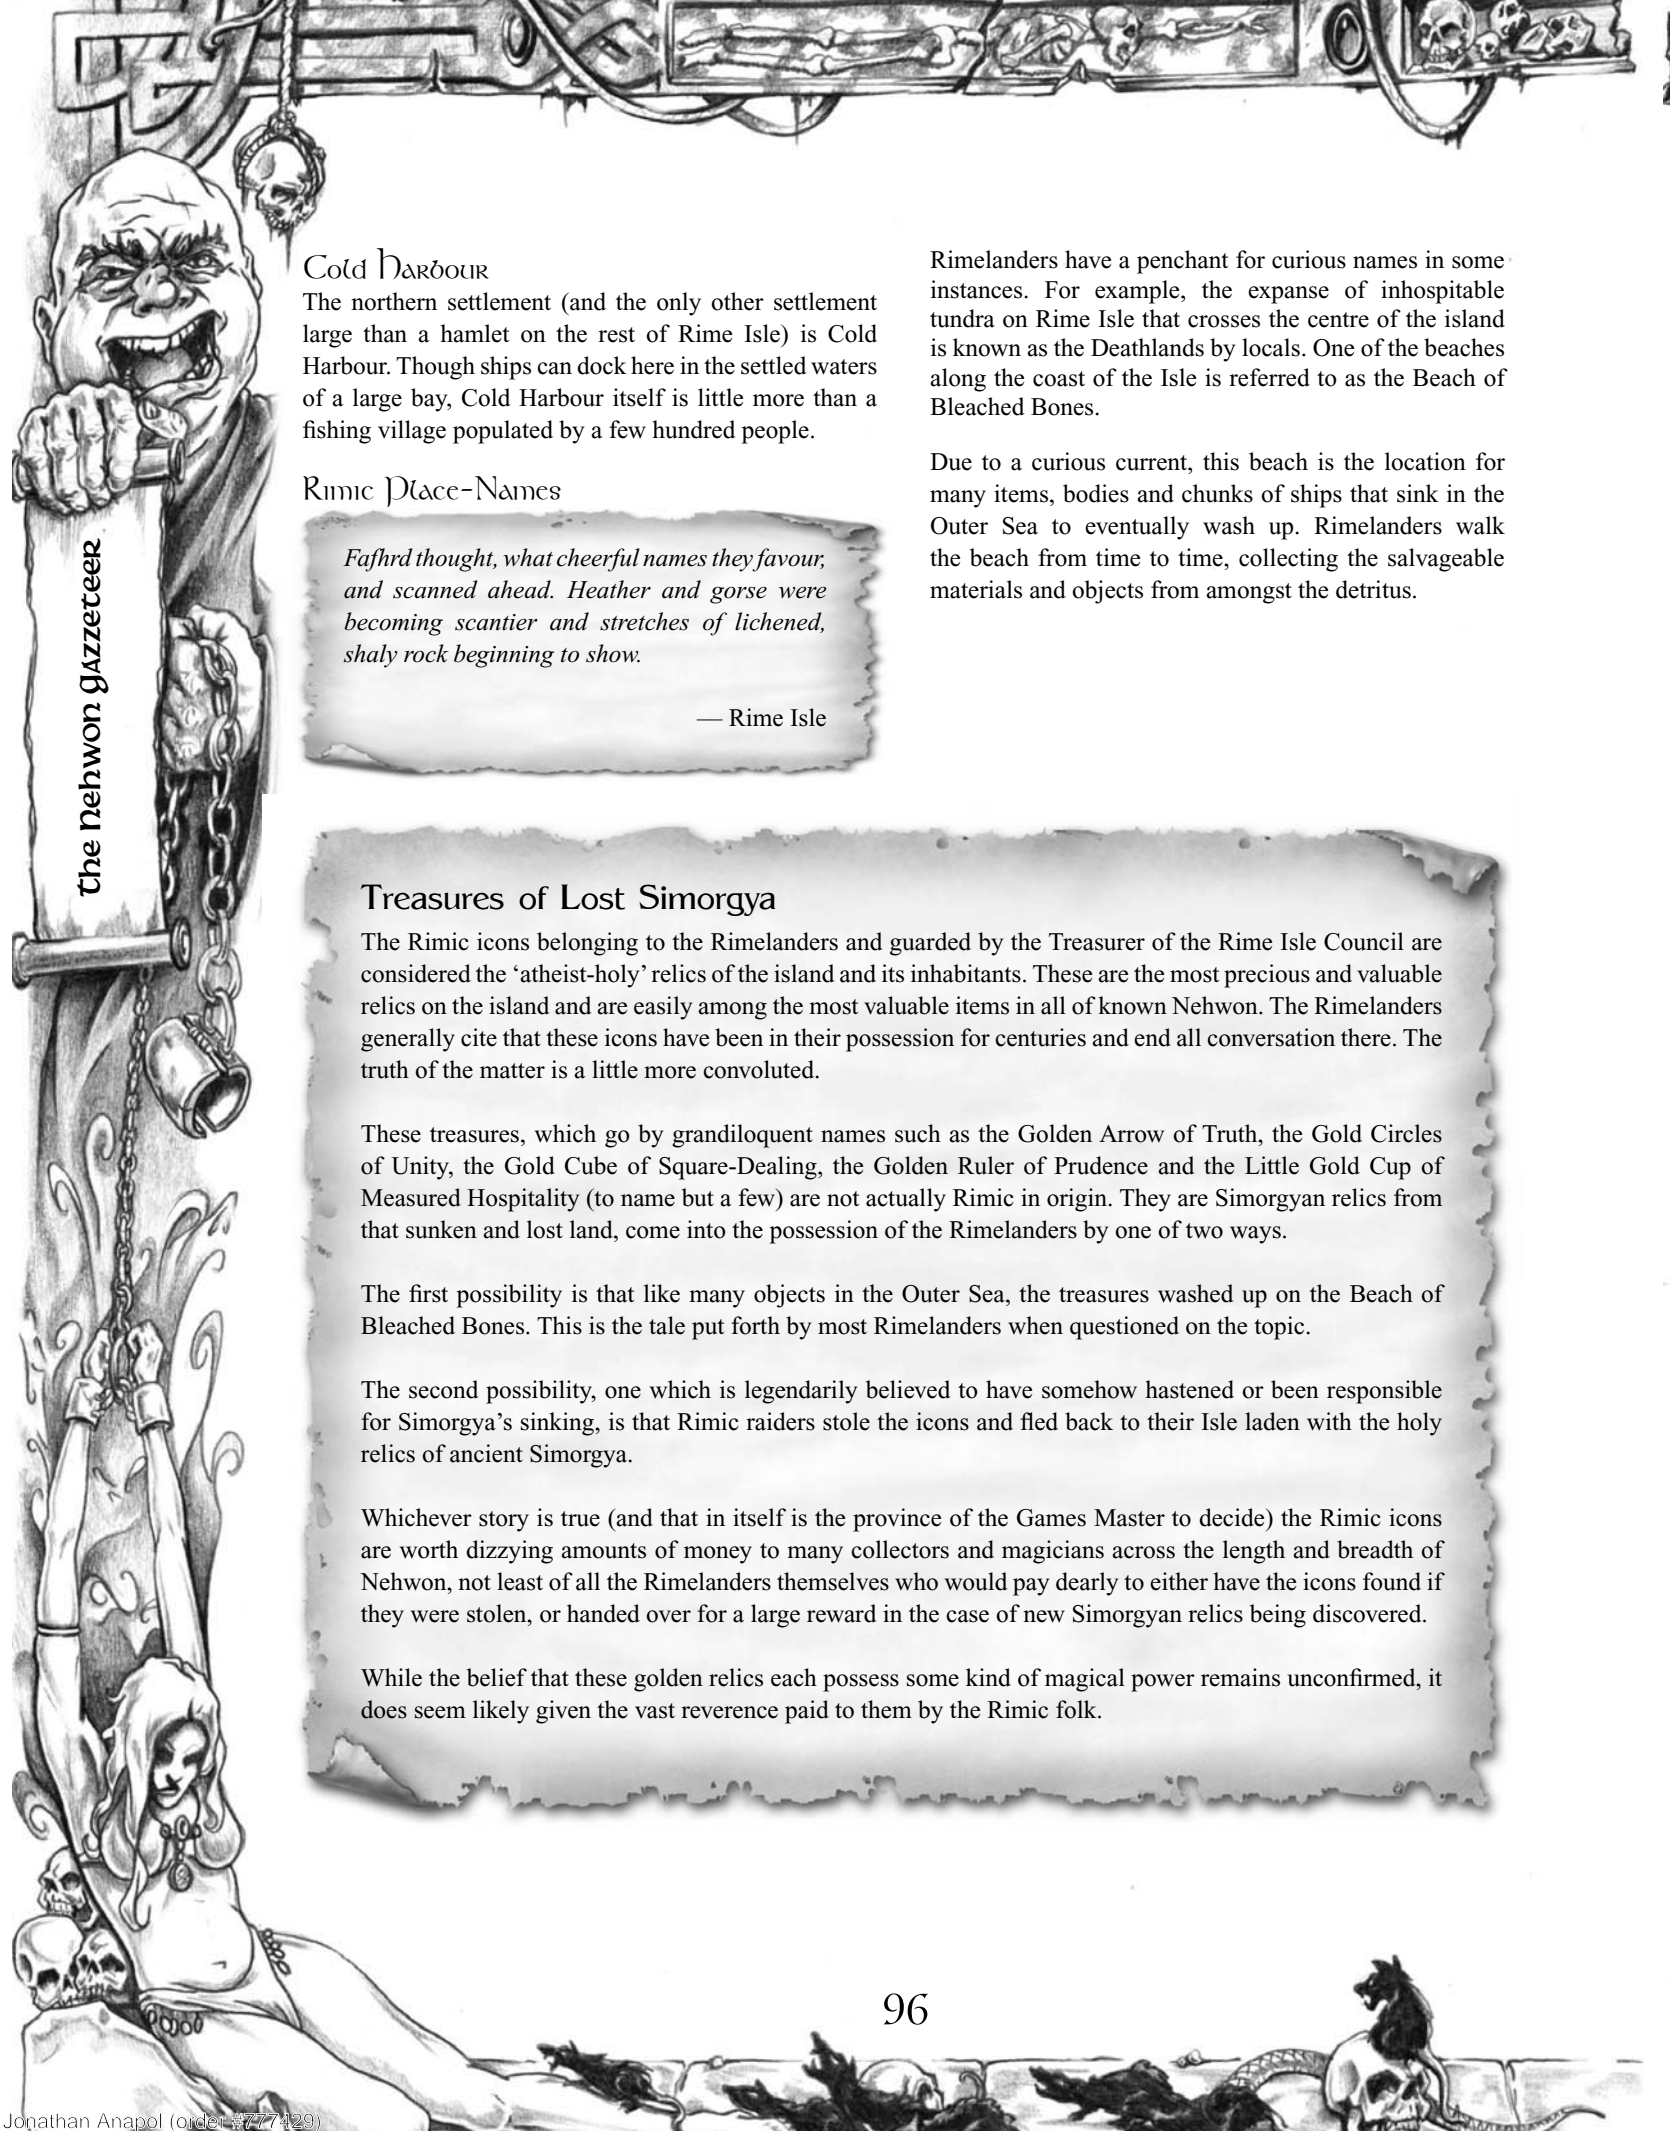 Cold Harbour
The northern settlement (and the only other settlement
large than a hamlet on the rest of Rime Isle) is Cold
Harbour. Though ships can dock here in the settled waters
of a large bay, Cold Harbour itself is little more than a
fishing village populated by a few hundred people.
Rimic Place-Names
Fafhrd thought, what cheerful names they favour,
and scanned ahead. Heather and gorse were
becoming scantier and stretches of lichened,
shaly rock beginning to show.
— Rime Isle
Rimelanders have a penchant for curious names in some
instances. For example, the expanse of inhospitable
tundra on Rime Isle that crosses the centre of the island
is known as the Deathlands by locals. One of the beaches
along the coast of the Isle is referred to as the Beach of
Bleached Bones.
Due to a curious current, this beach is the location for
many items, bodies and chunks of ships that sink in the
Outer Sea to eventually wash up. Rimelanders walk
the beach from time to time, collecting the salvageable
materials and objects from amongst the detritus.
the nehwon gazzeteer
Treasures of Lost Simorgya
The Rimic icons belonging to the Rimelanders and guarded by the Treasurer of the Rime Isle Council are
considered the ‘atheist-holy’ relics of the island and its inhabitants. These are the most precious and valuable
relics on the island and are easily among the most valuable items in all of known Nehwon. The Rimelanders
generally cite that these icons have been in their possession for centuries and end all conversation there. The
truth of the matter is a little more convoluted.
These treasures, which go by grandiloquent names such as the Golden Arrow of Truth, the Gold Circles
of Unity, the Gold Cube of Square-Dealing, the Golden Ruler of Prudence and the Little Gold Cup of
Measured Hospitality (to name but a few) are not actually Rimic in origin. They are Simorgyan relics from
that sunken and lost land, come into the possession of the Rimelanders by one of two ways.
The first possibility is that like many objects in the Outer Sea, the treasures washed up on the Beach of
Bleached Bones. This is the tale put forth by most Rimelanders when questioned on the topic.
The second possibility, one which is legendarily believed to have somehow hastened or been responsible
for Simorgya’s sinking, is that Rimic raiders stole the icons and fled back to their Isle laden with the holy
relics of ancient Simorgya.
Whichever story is true (and that in itself is the province of the Games Master to decide) the Rimic icons
are worth dizzying amounts of money to many collectors and magicians across the length and breadth of
Nehwon, not least of all the Rimelanders themselves who would pay dearly to either have the icons found if
they were stolen, or handed over for a large reward in the case of new Simorgyan relics being discovered.
While the belief that these golden relics each possess some kind of magical power remains unconfirmed, it
does seem likely given the vast reverence paid to them by the Rimic folk.
96
Jonathan Anapol (order #777429)